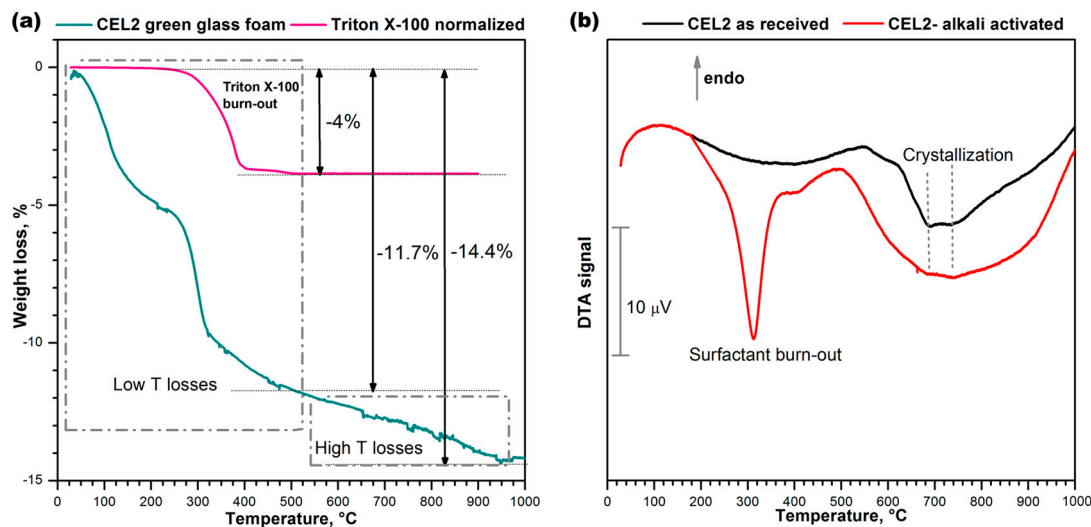 (a)
CEL2 green glass foam
Triton X-100 normalized
0
-5
-10
-15
Weight loss, %
Triton X-100
burn-out
-4%
-11.7%
-14.4%
Low T losses
High T losses
0 100 200 300 400 500 600 700 800 900 1000
Temperature, °C
(b)
CEL2 as received
CEL2- alkali activated
endo
Crystallization
DTA signal
10 μV
Surfactant burn-out
0 100 200 300 400 500 600 700 800 900 1000
Temperature, °C